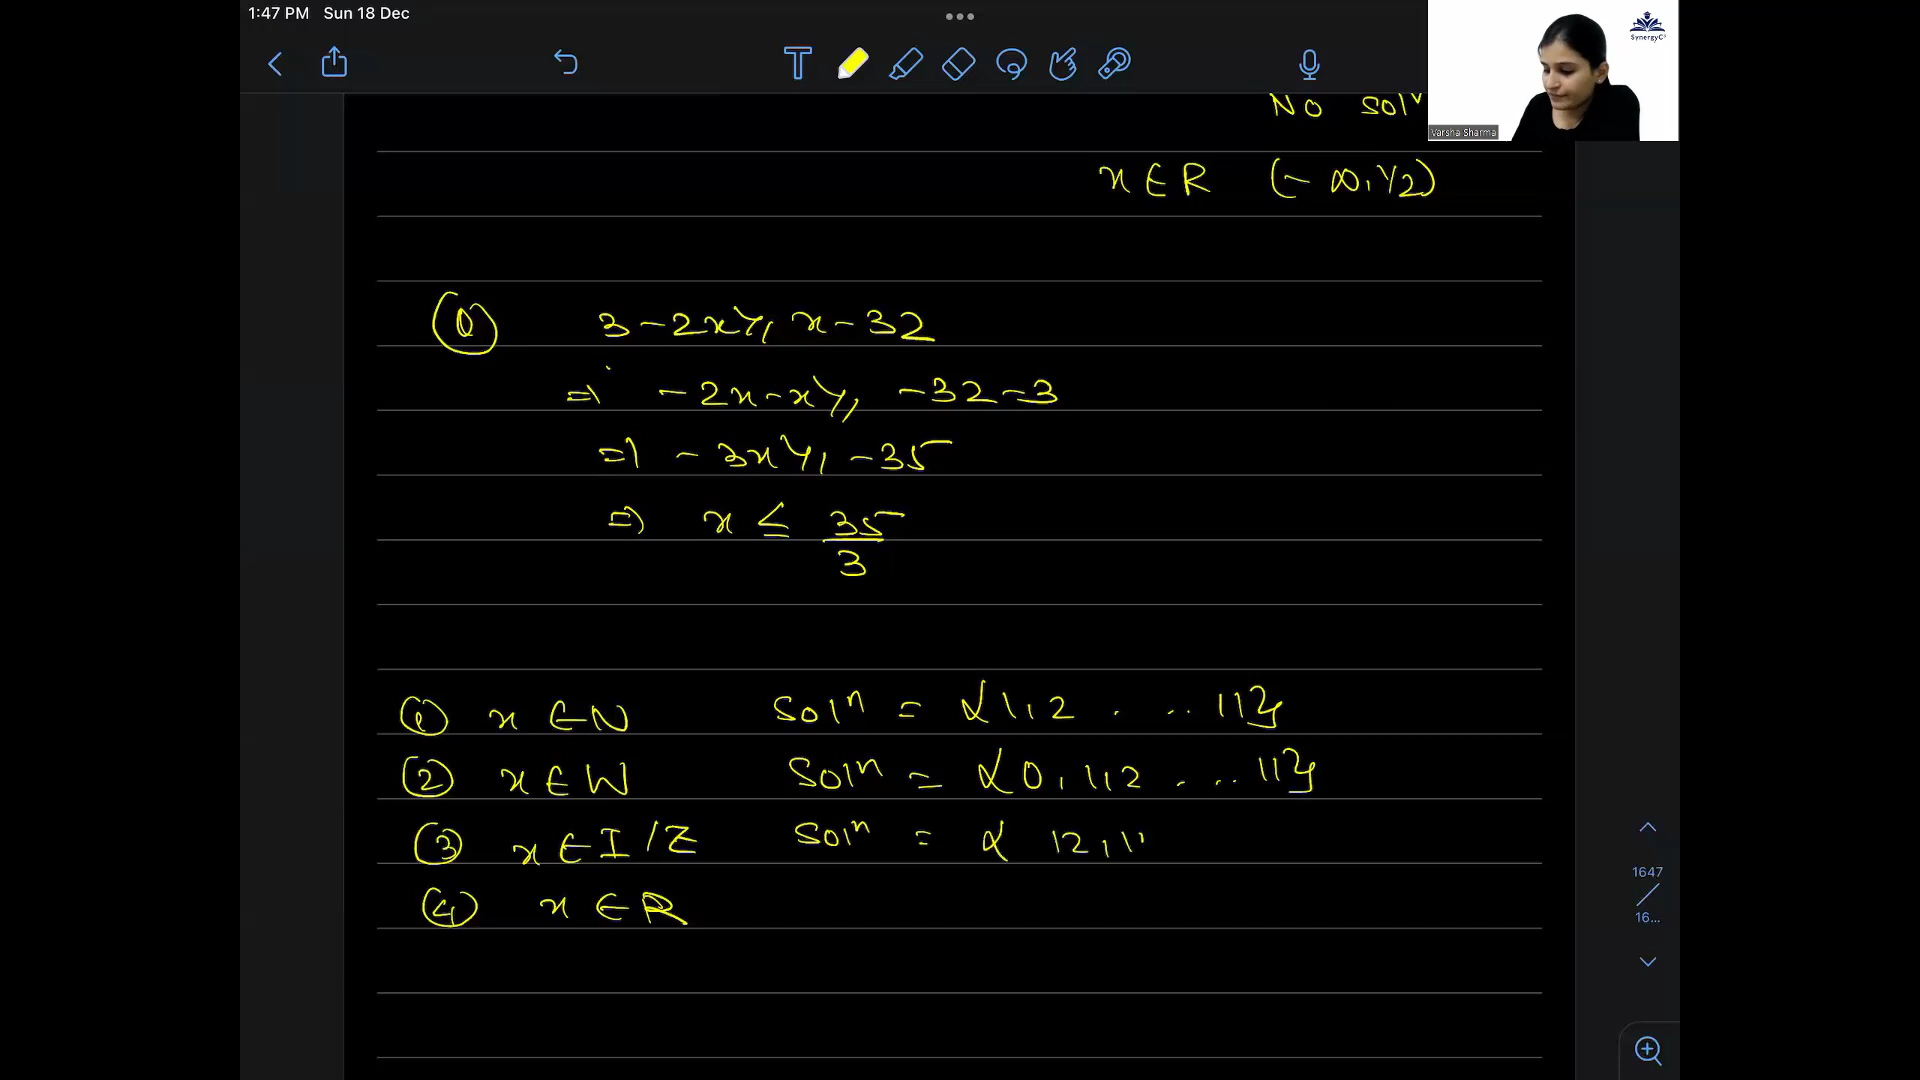 1:47 PM Sun 18 Dec
SynergyC²
Varsha Sharma
No solⁿ
x ∈ R (-∞, 1/2)
Q 3 - 2x ≥ x - 32
⇒ -2x - x ≥ -32 - 3
⇒ -3x ≥ -35
⇒ x ≤ 35/3
① x ∈ N Solⁿ = {1, 2 . . . 11}
② x ∈ W Solⁿ = {0, 1, 2 . . . 11}
③ x ∈ I/Z Solⁿ = { 12, 11
④ x ∈ R
1647
16...